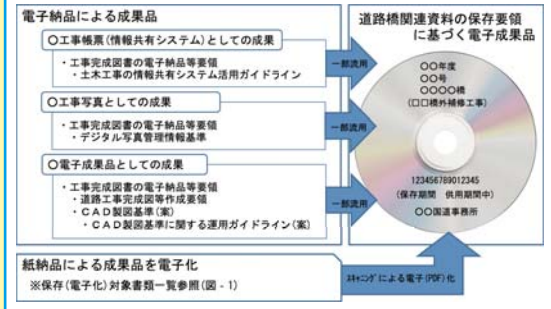 電子納品による成果品
○工事帳票(情報共有システム)としての成果
・工事完成図書の電子納品等要領
・土木工事の情報共有システム活用ガイドライン
○工事写真としての成果
・工事完成図書の電子納品等要領
・デジタル写真管理情報基準
○電子成果品としての成果
・工事完成図書の電子納品等要領
・道路工事完成図等作成要領
・CAD製図基準(案)
・CAD製図基準に関する運用ガイドライン(案)
一部流用
一部流用
一部流用
道路橋関連資料の保存要領
に基づく電子成果品
○○年度
○○号
○○○○橋
(□□橋外補修工事)
123456789012345
(保存期間 供用期間中)
○○国道事務所
紙納品による成果品を電子化
※保存(電子化)対象書類一覧参照(図-1)
スキャニングによる電子(PDF)化